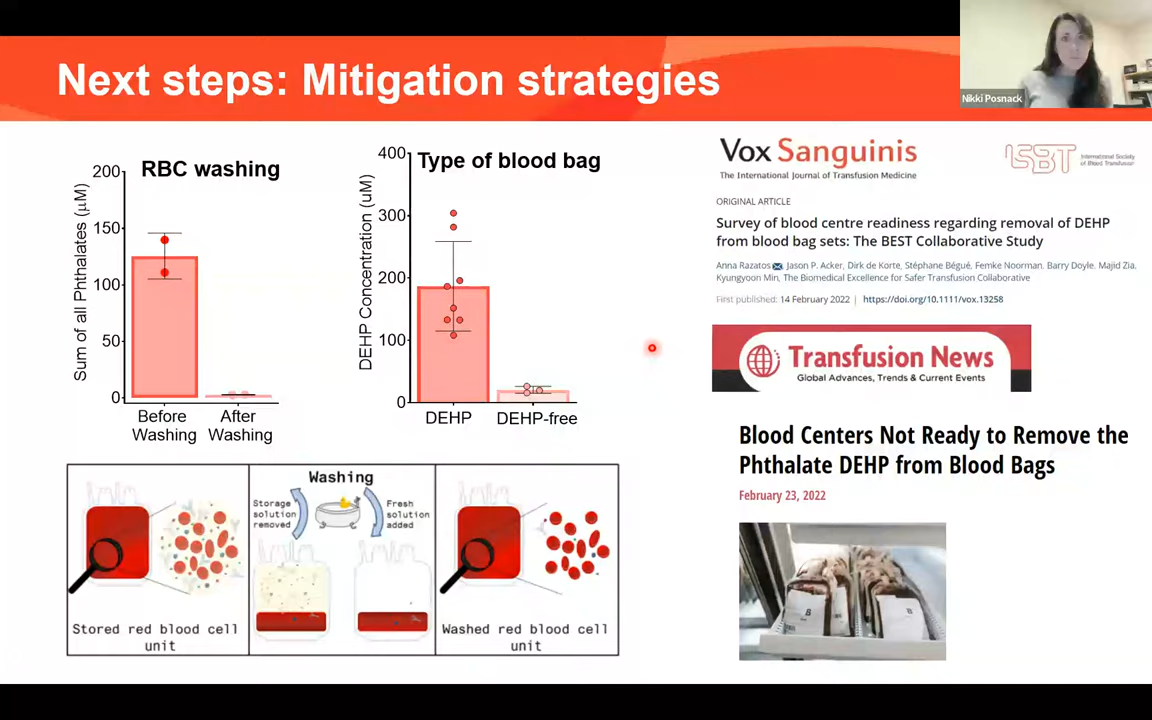 Next steps: Mitigation strategies
Nikki Posnack
RBC washing
Sum of all Phthalates (μM)
200
150
100
50
0
Before
Washing
After
Washing
Type of blood bag
DEHP Concentration (uM)
400
300
200
100
0
DEHP
DEHP-free
Stored red blood cell
unit
Washing
Storage
solution
removed
Fresh
solution
added
Washed red blood cell
unit
Vox Sanguinis
The International Journal of Transfusion Medicine
ISBT
International Society
of Blood Transfusion
ORIGINAL ARTICLE
Survey of blood centre readiness regarding removal of DEHP
from blood bag sets: The BEST Collaborative Study
Anna Razatos, Jason P. Acker, Dirk de Korte, Stéphane Bégué, Femke Noorman, Barry Doyle, Majid Zia,
Kyungyoon Min, The Biomedical Excellence for Safer Transfusion Collaborative
First published: 14 February 2022 | https://doi.org/10.1111/vox.13258
Transfusion News
Global Advances, Trends & Current Events
Blood Centers Not Ready to Remove the
Phthalate DEHP from Blood Bags
February 23, 2022
B
B